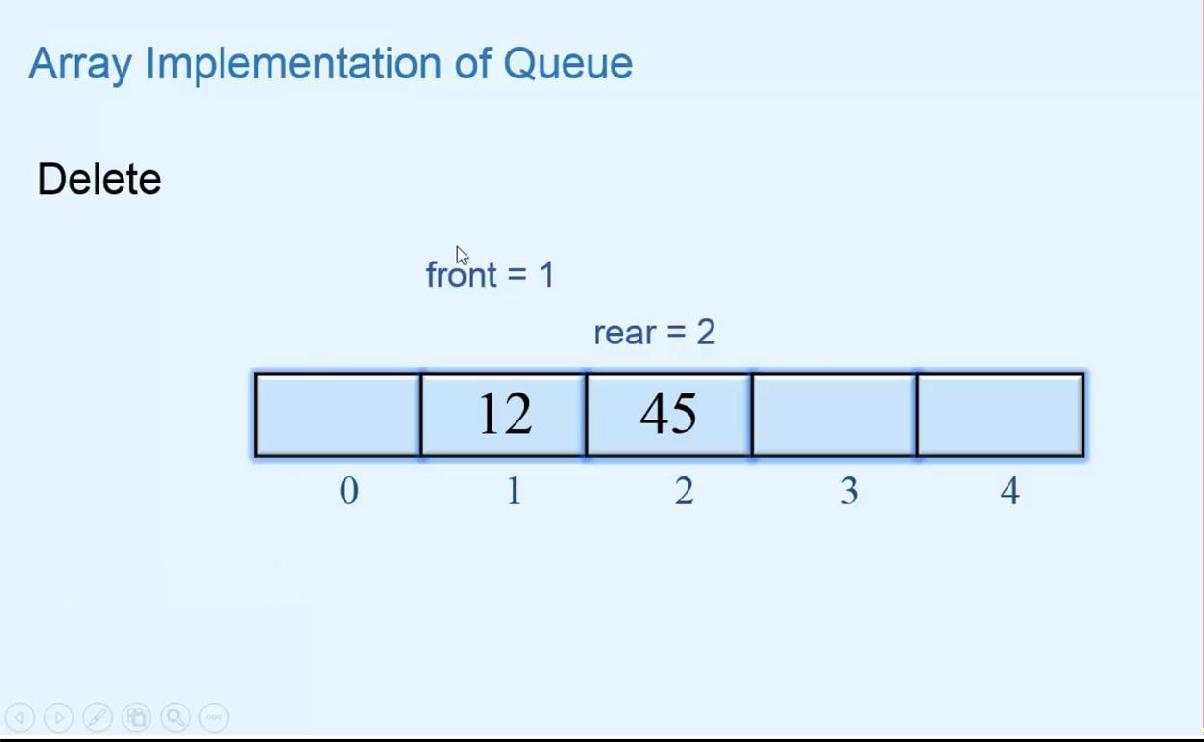 Array Implementation of Queue
Delete
front = 1
rear = 2
12 45
0 1 2 3 4